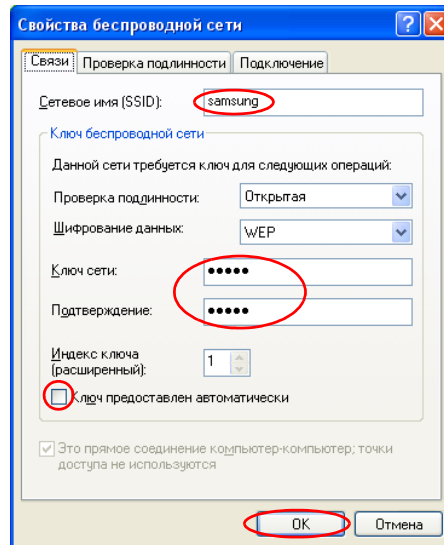 Свойства беспроводной сети
Связи Проверка подлинности Подключение
Сетевое имя (SSID): samsung
Ключ беспроводной сети
Данной сети требуется ключ для следующих операций:
Проверка подлинности: Открытая
Шифрование данных: WEP
Ключ сети: •••••
Подтверждение: •••••
Индекс ключа
(расширенный): 1
Ключ предоставлен автоматически
Это прямое соединение компьютер-компьютер; точки
доступа не используются
OK Отмена